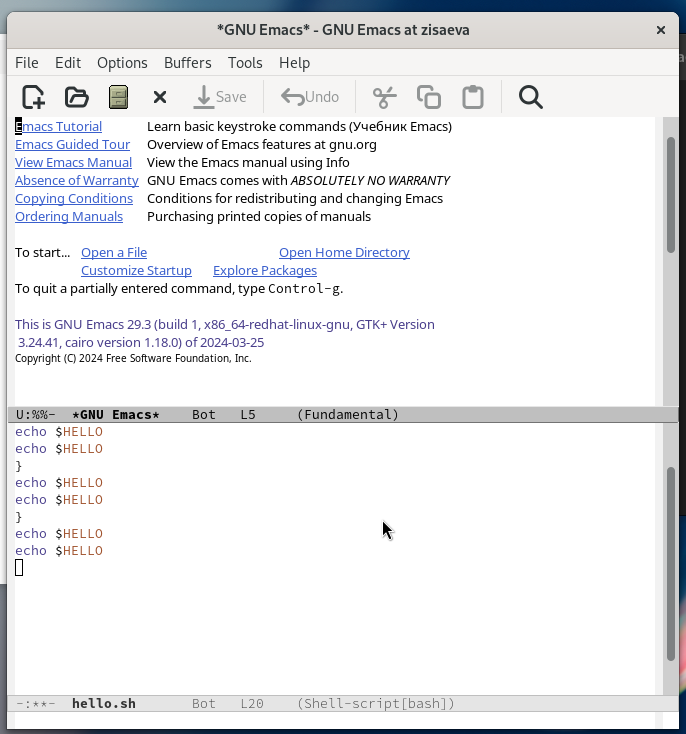 *GNU Emacs* - GNU Emacs at zisaeva
File Edit Options Buffers Tools Help
Save Undo
Emacs Tutorial Learn basic keystroke commands (Учебник Emacs)
Emacs Guided Tour Overview of Emacs features at gnu.org
View Emacs Manual View the Emacs manual using Info
Absence of Warranty GNU Emacs comes with ABSOLUTELY NO WARRANTY
Copying Conditions Conditions for redistributing and changing Emacs
Ordering Manuals Purchasing printed copies of manuals
To start... Open a File Open Home Directory
Customize Startup Explore Packages
To quit a partially entered command, type Control-g.
This is GNU Emacs 29.3 (build 1, x86_64-redhat-linux-gnu, GTK+ Version
3.24.41, cairo version 1.18.0) of 2024-03-25
Copyright (C) 2024 Free Software Foundation, Inc.
U:%%- *GNU Emacs* Bot L5 (Fundamental)
echo $HELLO
echo $HELLO
}
echo $HELLO
echo $HELLO
}
echo $HELLO
echo $HELLO
-:**- hello.sh Bot L20 (Shell-script[bash])